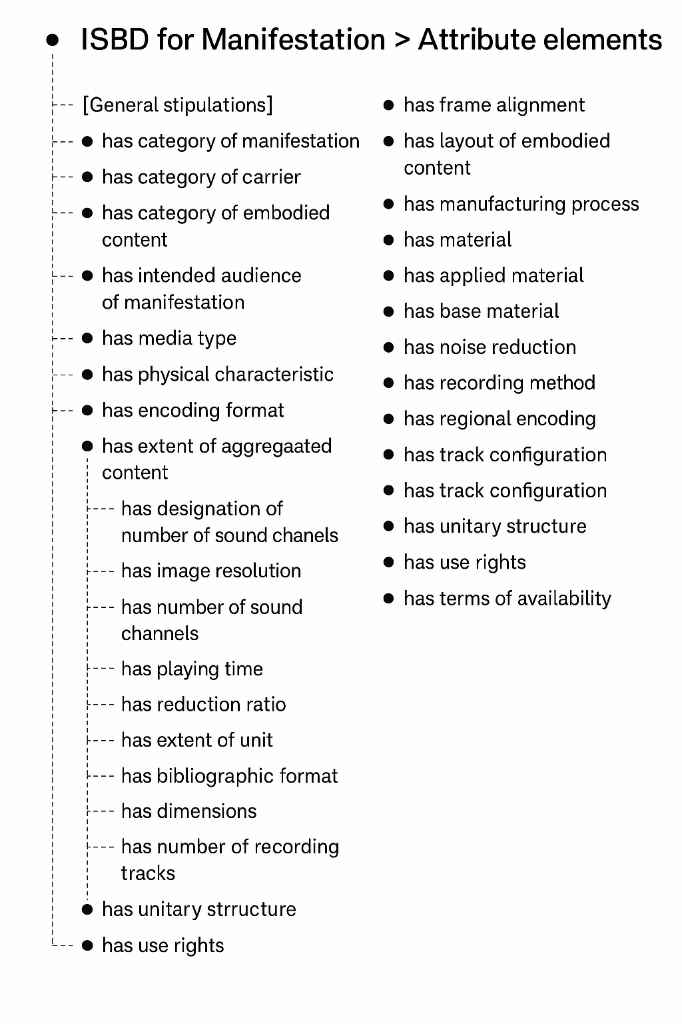 ISBD for Manifestation > Attribute elements
[General stipulations]
has category of manifestation
has category of carrier
has category of embodied
content
has intended audience
of manifestation
has media type
has physical characteristic
has encoding format
has extent of aggregaated
content
has designation of
number of sound chanels
has image resolution
has number of sound
channels
has playing time
has reduction ratio
has extent of unit
has bibliographic format
has dimensions
has number of recording
tracks
has unitary strructure
has use rights
has frame alignment
has layout of embodied
content
has manufacturing process
has material
has applied material
has base material
has noise reduction
has recording method
has regional encoding
has track configuration
has track configuration
has unitary structure
has use rights
has terms of availability